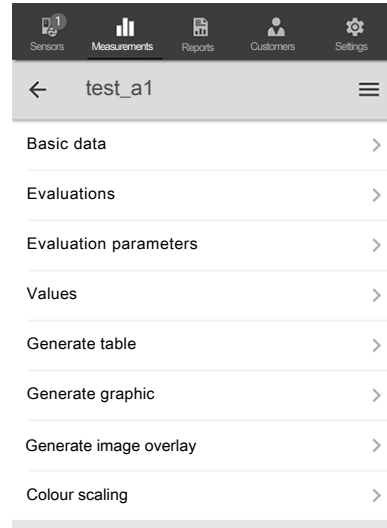 1
Sensors Measurements Reports Customers Settings
test_a1
Basic data
Evaluations
Evaluation parameters
Values
Generate table
Generate graphic
Generate image overlay
Colour scaling